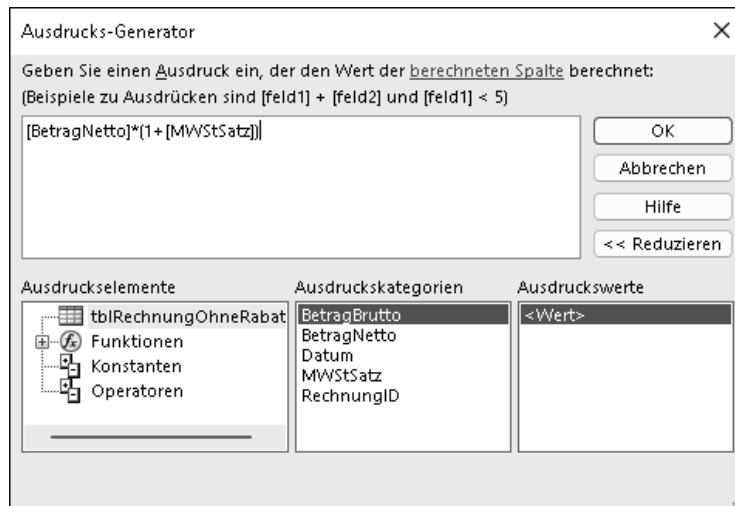 Ausdrucks-Generator
Geben Sie einen Ausdruck ein, der den Wert der berechneten Spalte berechnet:
(Beispiele zu Ausdrücken sind [feld1] + [feld2] und [feld1] < 5)
[BetragNetto]*(1+[MWStSatz])
OK
Abbrechen
Hilfe
<< Reduzieren
Ausdruckselemente
tblRechnungOhneRabat
Funktionen
Konstanten
Operatoren
Ausdruckskategorien
BetragBrutto
BetragNetto
Datum
MWStSatz
RechnungID
Ausdruckswerte
<Wert>